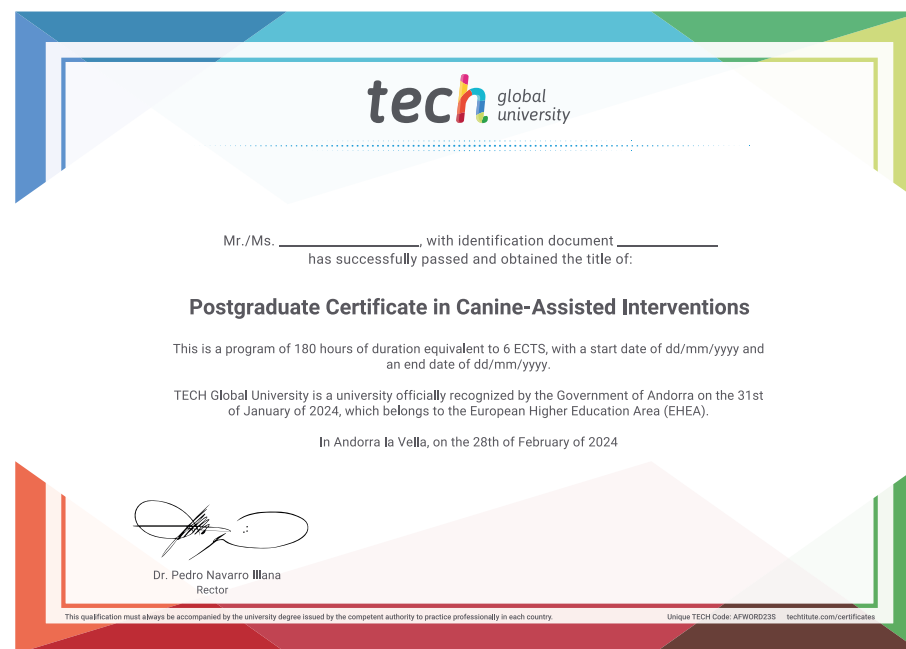 tech global university
Mr./Ms. ________________, with identification document ____________
has successfully passed and obtained the title of:
Postgraduate Certificate in Canine-Assisted Interventions
This is a program of 180 hours of duration equivalent to 6 ECTS, with a start date of dd/mm/yyyy and
an end date of dd/mm/yyyy.
TECH Global University is a university officially recognized by the Government of Andorra on the 31st
of January of 2024, which belongs to the European Higher Education Area (EHEA).
In Andorra la Vella, on the 28th of February of 2024
Dr. Pedro Navarro Illana
Rector
This qualification must always be accompanied by the university degree issued by the competent authority to practice professionally in each country.
Unique TECH Code: AFWORD23S techtitute.com/certificates